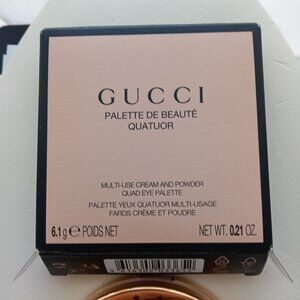 GUCCI
PALETTE DE BEAUTÉ
QUATUOR
MULTI-USE CREAM AND POWDER
QUAD EYE PALETTE
PALETTE YEUX QUATUOR MULTI-USAGE
FARDS CRÈME ET POUDRE
6.1 g ℮ POIDS NET
NET WT. 0.21 OZ.